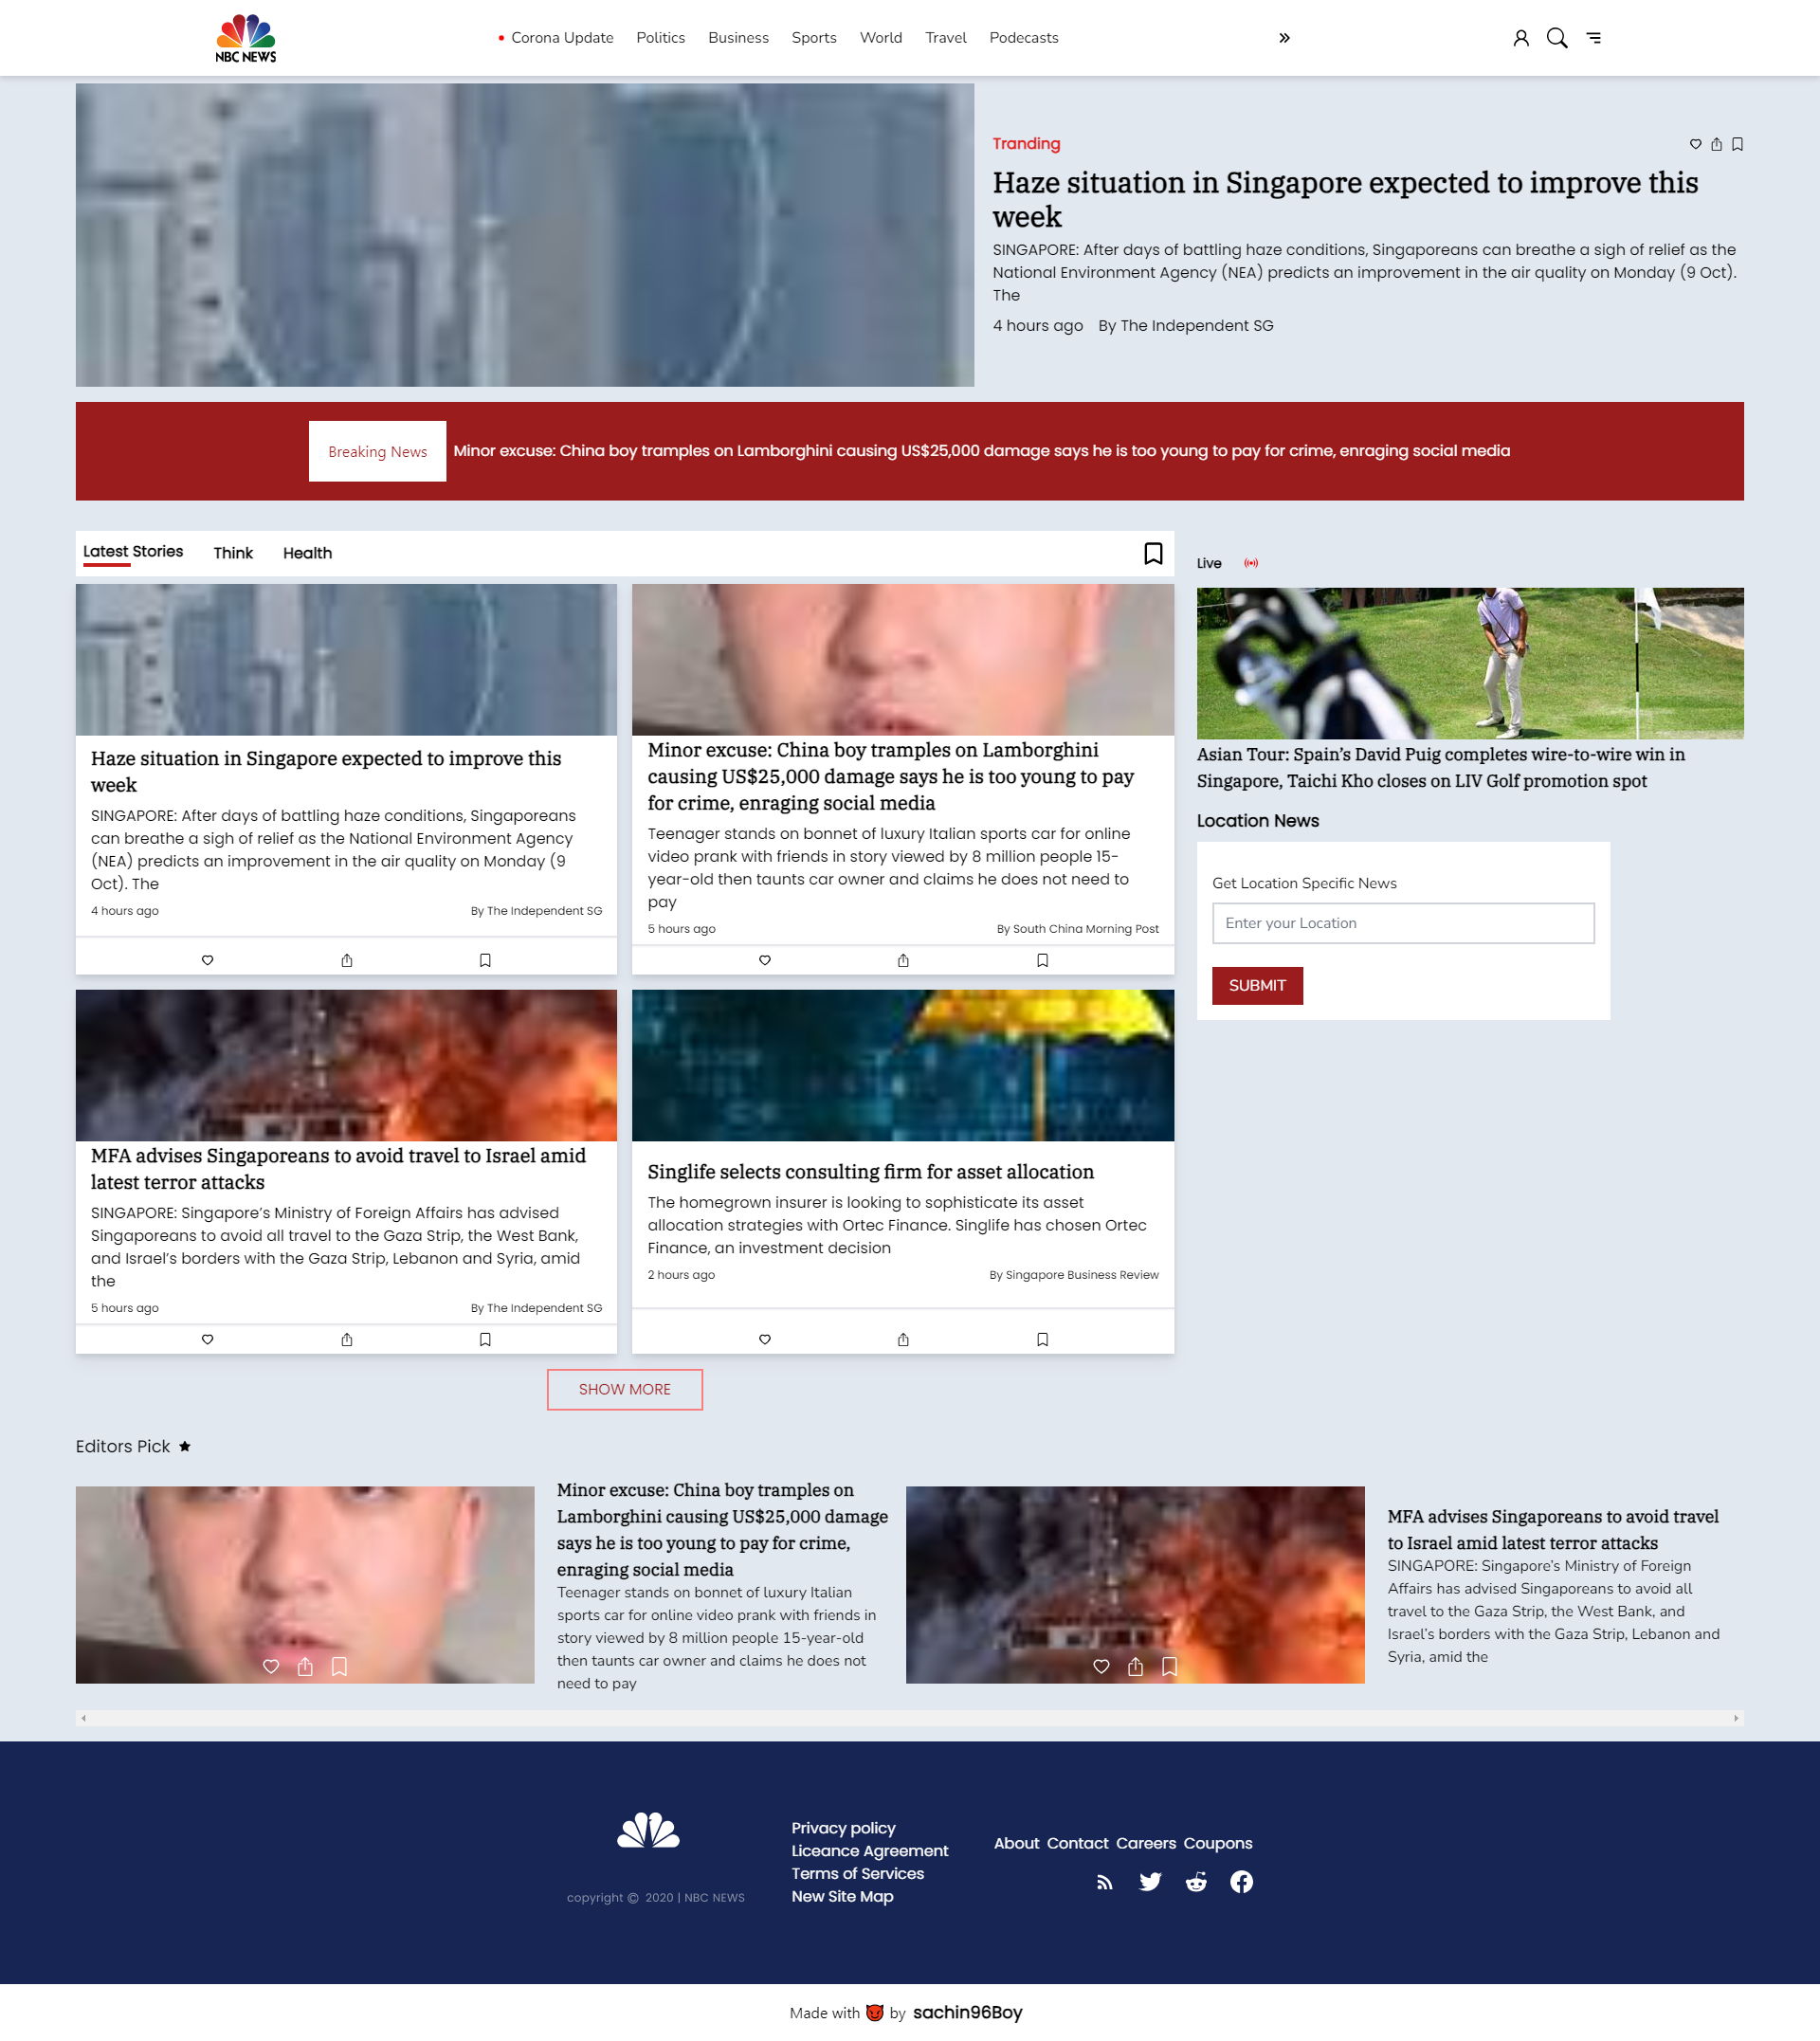 NBC NEWS
Corona Update Politics Business Sports World Travel Podecasts
Tranding
Haze situation in Singapore expected to improve this
week
SINGAPORE: After days of battling haze conditions, Singaporeans can breathe a sigh of relief as the
National Environment Agency (NEA) predicts an improvement in the air quality on Monday (9 Oct).
The
4 hours ago By The Independent SG
Breaking News
Minor excuse: China boy tramples on Lamborghini causing US$25,000 damage says he is too young to pay for crime, enraging social media
Latest Stories Think Health
Haze situation in Singapore expected to improve this
week
SINGAPORE: After days of battling haze conditions, Singaporeans
can breathe a sigh of relief as the National Environment Agency
(NEA) predicts an improvement in the air quality on Monday (9
Oct). The
4 hours ago By The Independent SG
Minor excuse: China boy tramples on Lamborghini
causing US$25,000 damage says he is too young to pay
for crime, enraging social media
Teenager stands on bonnet of luxury Italian sports car for online
video prank with friends in story viewed by 8 million people 15-
year-old then taunts car owner and claims he does not need to
pay
5 hours ago By South China Morning Post
MFA advises Singaporeans to avoid travel to Israel amid
latest terror attacks
SINGAPORE: Singapore’s Ministry of Foreign Affairs has advised
Singaporeans to avoid all travel to the Gaza Strip, the West Bank,
and Israel’s borders with the Gaza Strip, Lebanon and Syria, amid
the
5 hours ago By The Independent SG
Singlife selects consulting firm for asset allocation
The homegrown insurer is looking to sophisticate its asset
allocation strategies with Ortec Finance. Singlife has chosen Ortec
Finance, an investment decision
2 hours ago By Singapore Business Review
SHOW MORE
Live
Asian Tour: Spain’s David Puig completes wire-to-wire win in
Singapore, Taichi Kho closes on LIV Golf promotion spot
Location News
Get Location Specific News
Enter your Location
SUBMIT
Editors Pick
Minor excuse: China boy tramples on
Lamborghini causing US$25,000 damage
says he is too young to pay for crime,
enraging social media
Teenager stands on bonnet of luxury Italian
sports car for online video prank with friends in
story viewed by 8 million people 15-year-old
then taunts car owner and claims he does not
need to pay
MFA advises Singaporeans to avoid travel
to Israel amid latest terror attacks
SINGAPORE: Singapore’s Ministry of Foreign
Affairs has advised Singaporeans to avoid all
travel to the Gaza Strip, the West Bank, and
Israel’s borders with the Gaza Strip, Lebanon and
Syria, amid the
copyright © 2020 | NBC NEWS
Privacy policy
Liceance Agreement
Terms of Services
New Site Map
About Contact Careers Coupons
Made with 👿 by sachin96Boy